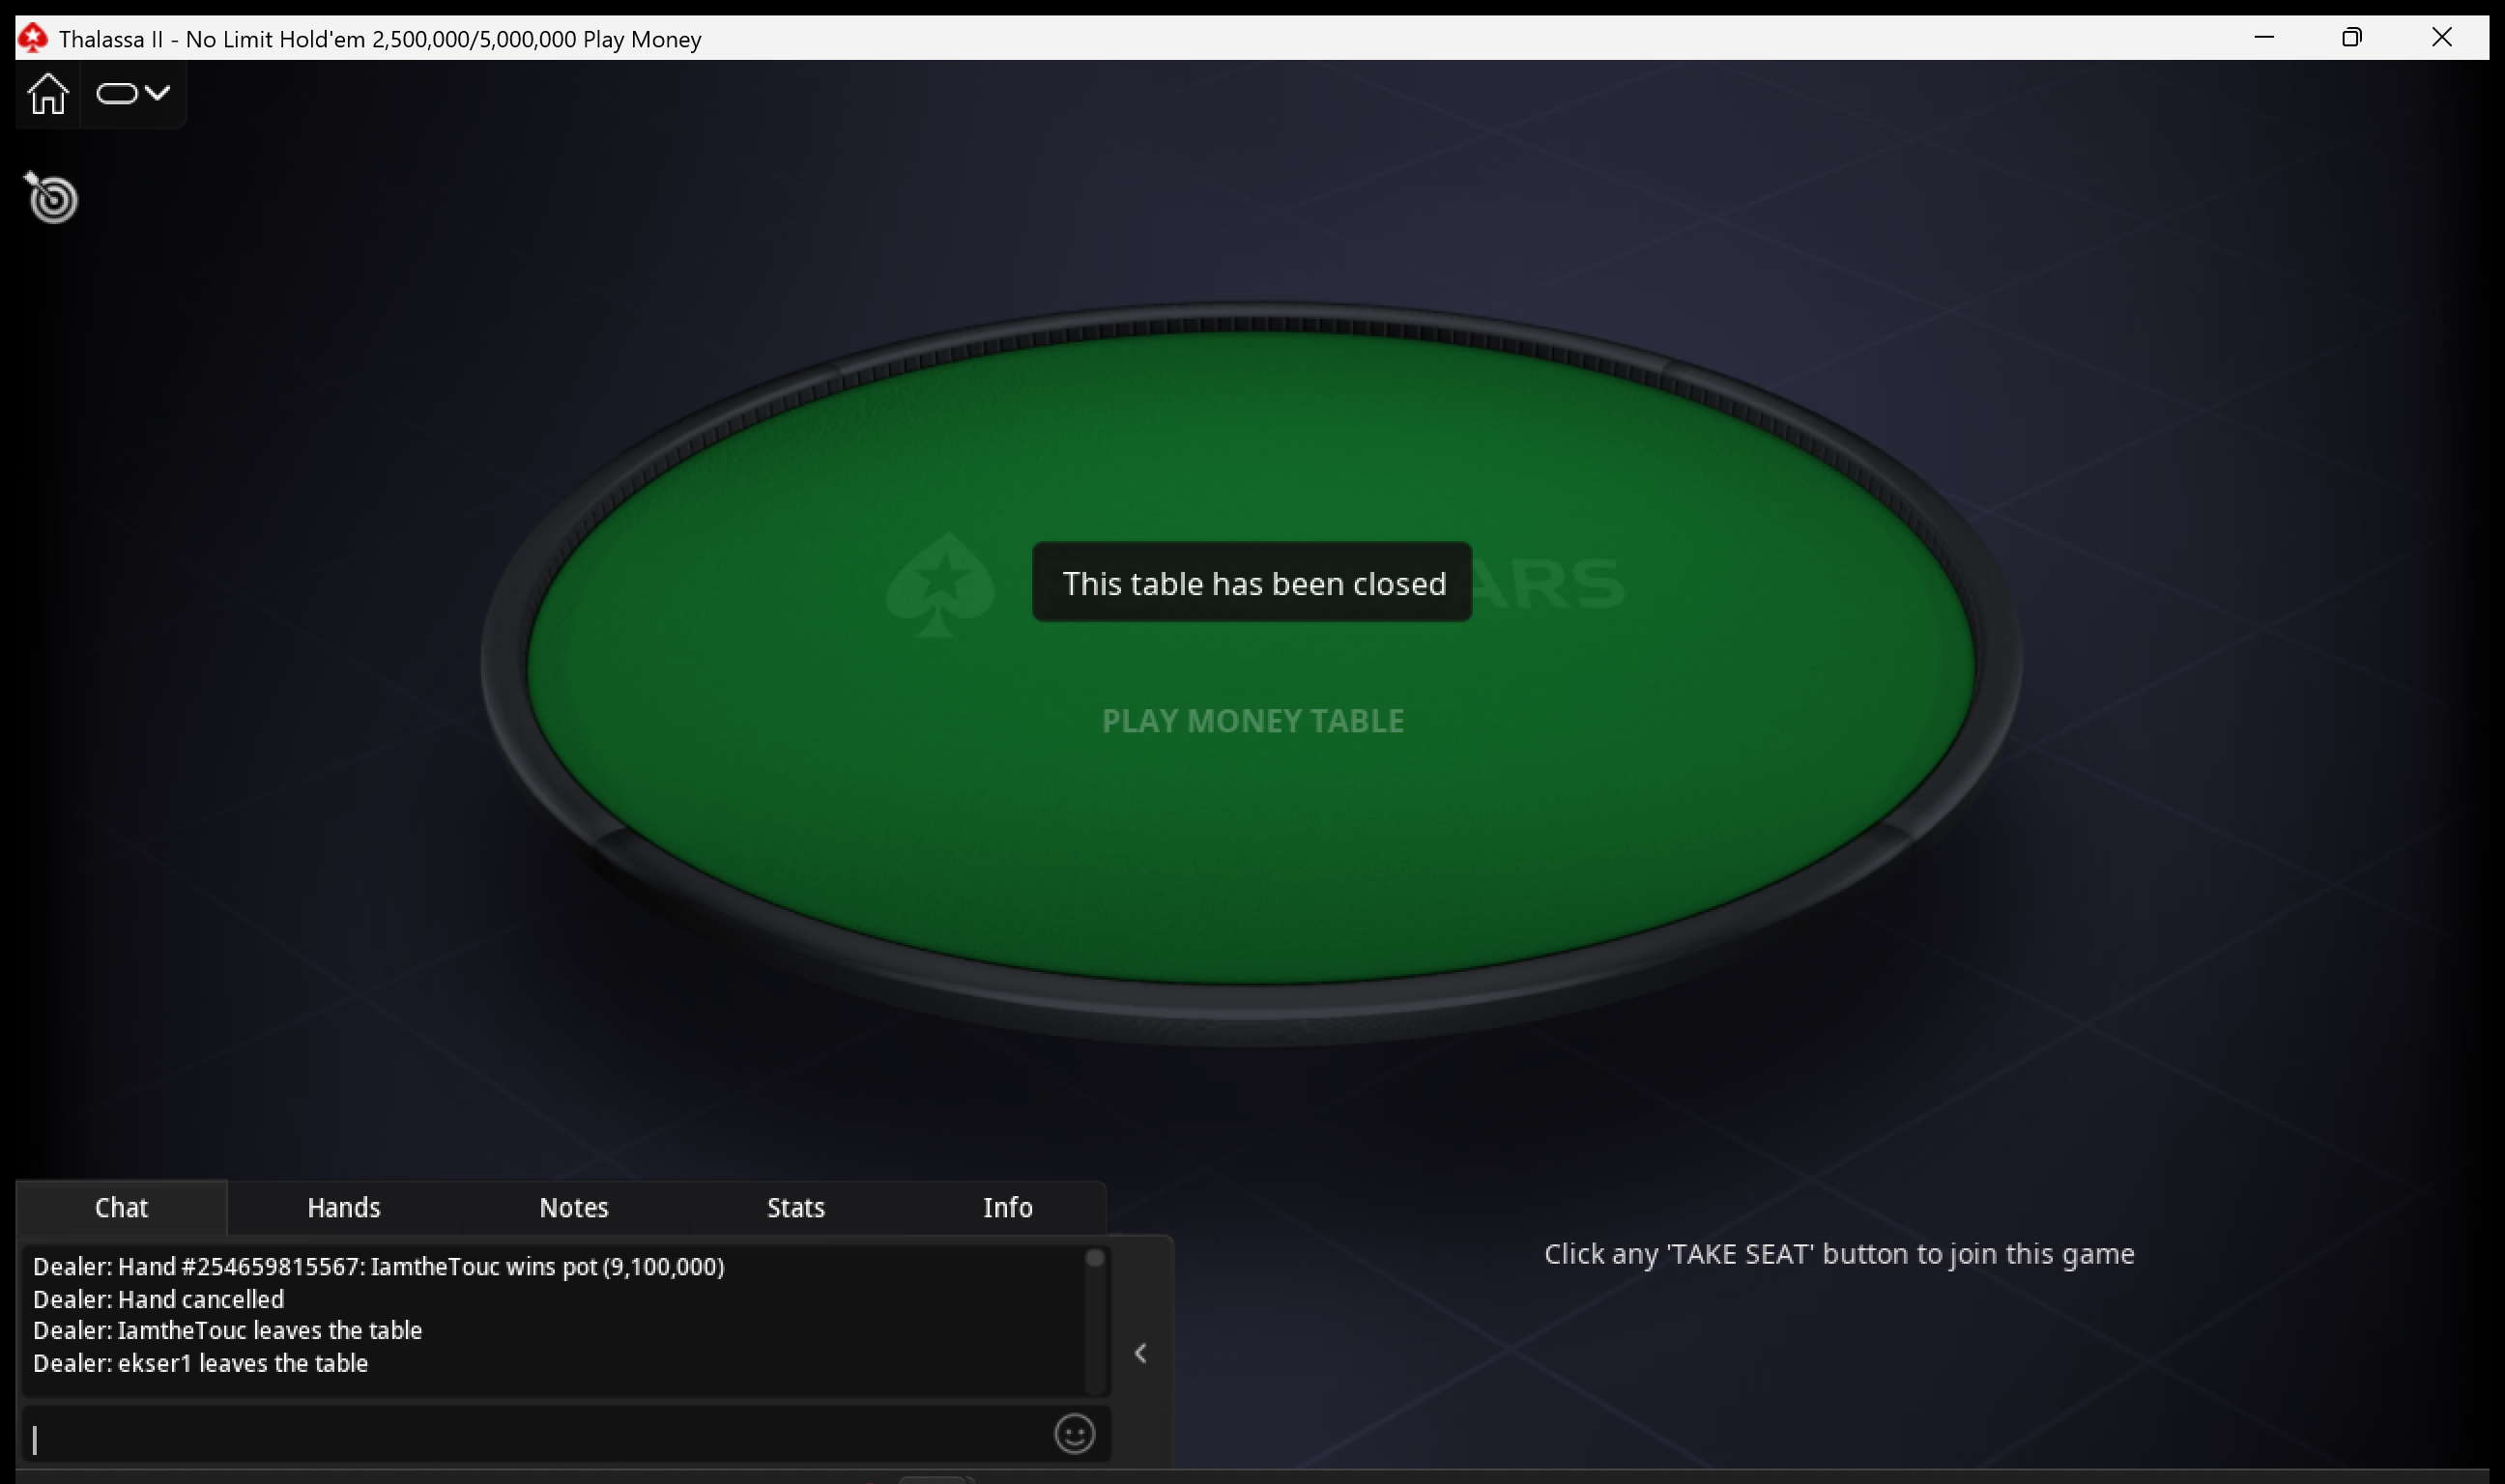 Thalassa II - No Limit Hold'em 2,500,000/5,000,000 Play Money
This table has been closed
ARS
PLAY MONEY TABLE
Chat Hands Notes Stats Info
Dealer: Hand #254659815567: IamtheTouc wins pot (9,100,000)
Dealer: Hand cancelled
Dealer: IamtheTouc leaves the table
Dealer: ekser1 leaves the table
Click any 'TAKE SEAT' button to join this game